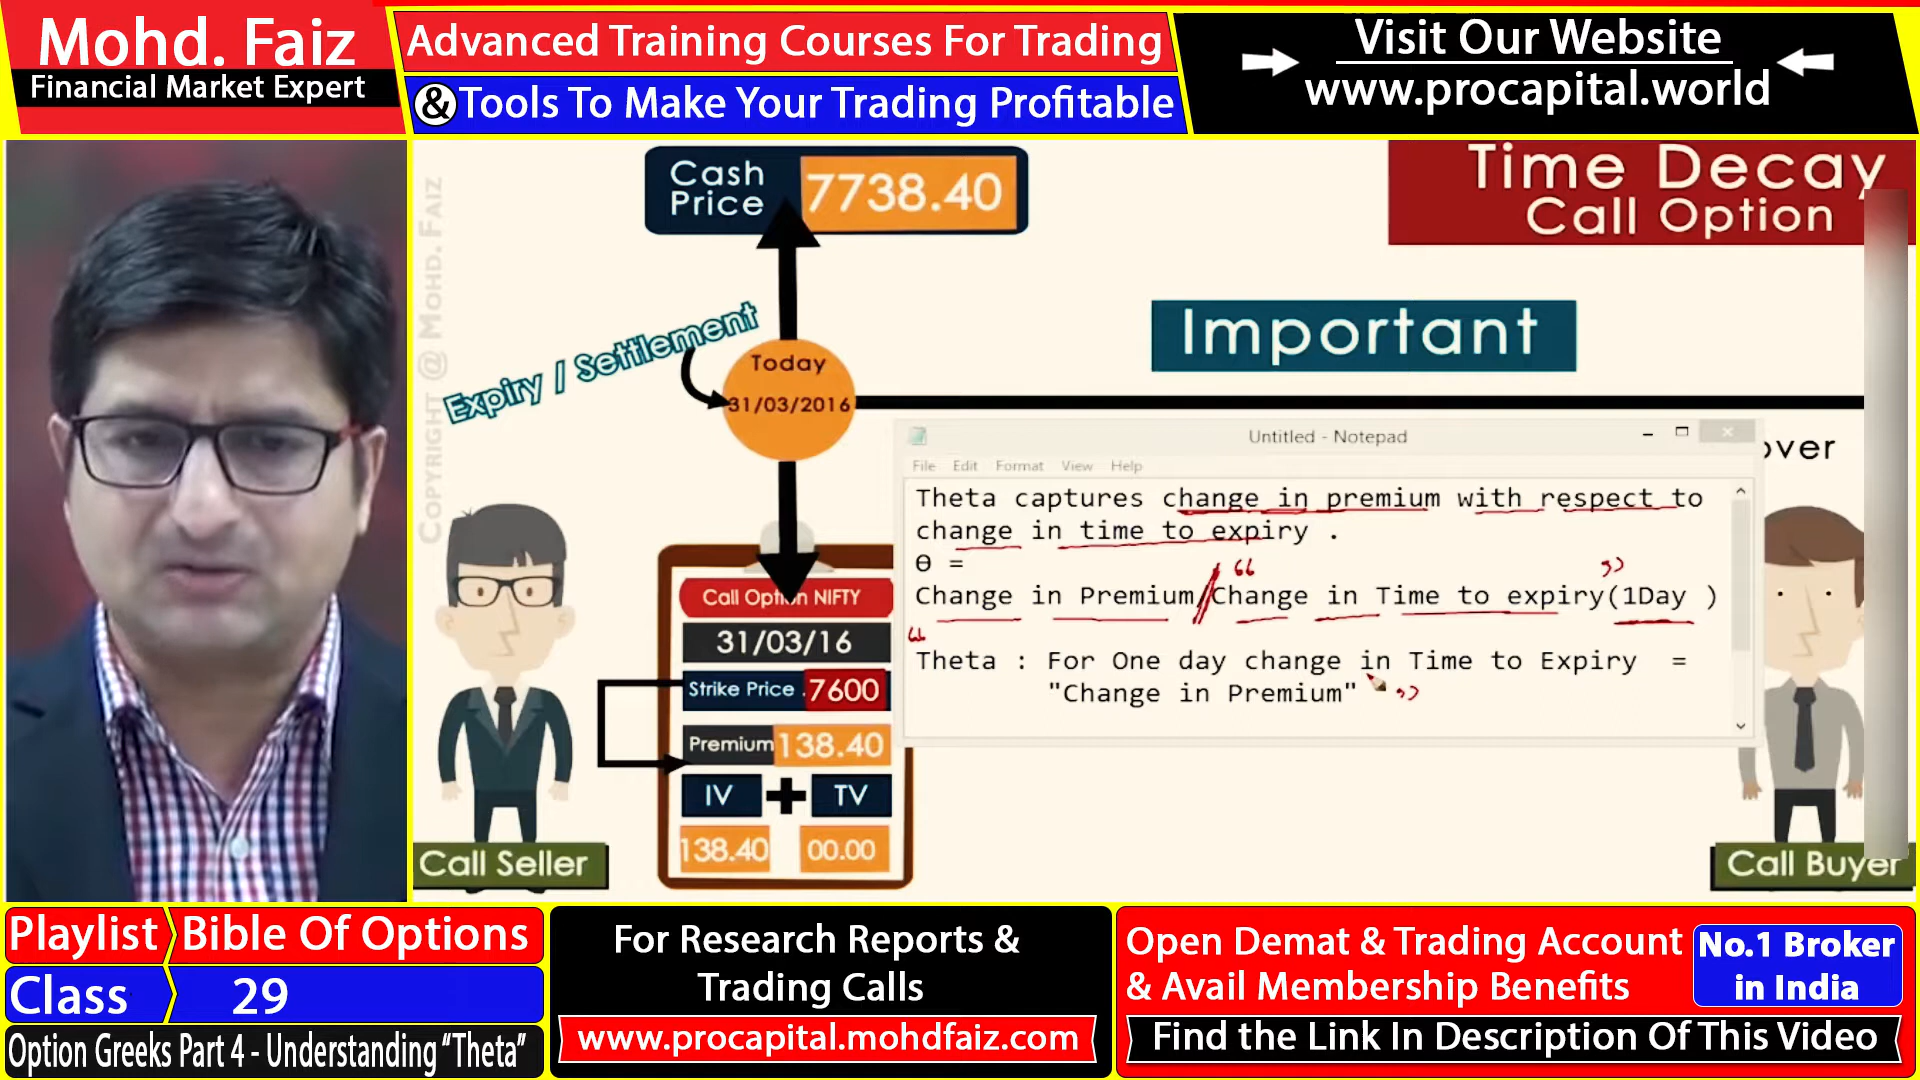 Mohd. Faiz
Financial Market Expert
Advanced Training Courses For Trading
& Tools To Make Your Trading Profitable
Visit Our Website
www.procapital.world
COPYRIGHT @ MOHD. FAIZ
Cash
Price
7738.40
Time Decay
Call Option
Expiry / Settlement
Today
31/03/2016
Important
over
Untitled - Notepad
File Edit Format View Help
Theta captures change in premium with respect to
change in time to expiry .
Θ =
Change in Premium/Change in Time to expiry(1Day )
Theta : For One day change in Time to Expiry =
"Change in Premium"
Call Option NIFTY
31/03/16
Strike Price 7600
Premium 138.40
IV + TV
138.40 00.00
Call Seller
Call Buyer
Playlist Bible Of Options
Class 29
Option Greeks Part 4 - Understanding “Theta”
For Research Reports &
Trading Calls
www.procapital.mohdfaiz.com
Open Demat & Trading Account
& Avail Membership Benefits
No.1 Broker
in India
Find the Link In Description Of This Video